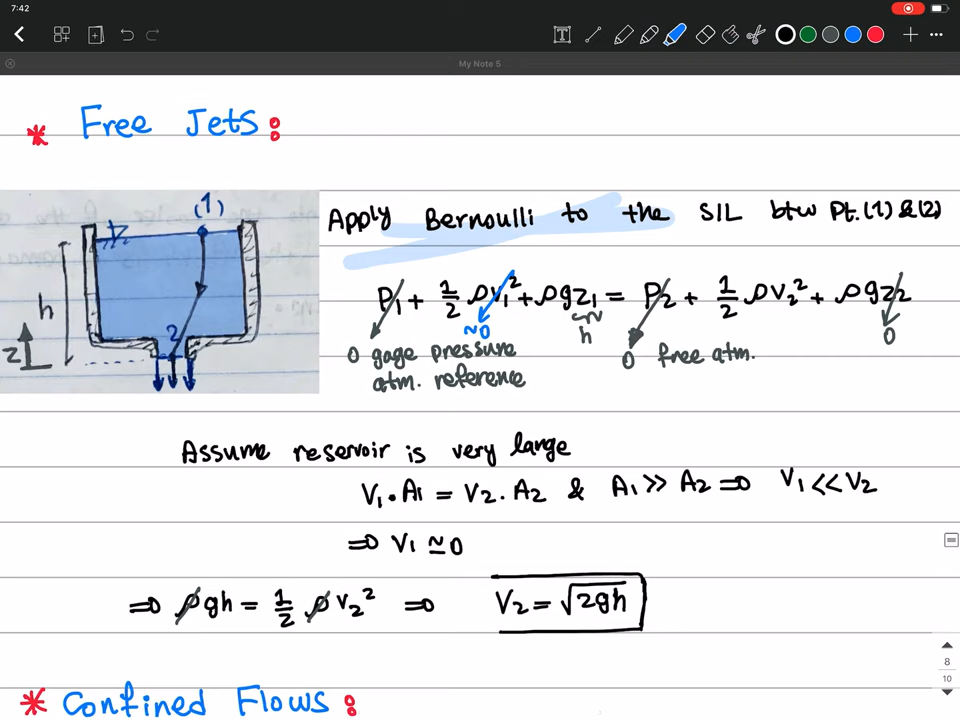 7:42
My Note 5
* Free Jets:
(1)
h
2
Z
Apply Bernoulli to the S/L btw Pt.(1)&(2)
P1 + 1/2 ρv1² + ρgz1 = P2 + 1/2 ρv2² + ρgz2
~0 h 0
0 gage pressure 0 free atm.
atm. reference
Assume reservoir is very large
V1 . A1 = V2 . A2 & A1 >> A2 ⇒ V1 << V2
⇒ V1 ≃ 0
⇒ ρgh = 1/2 ρv2² ⇒ V2 = √2gh
8
10
* Confined Flows: